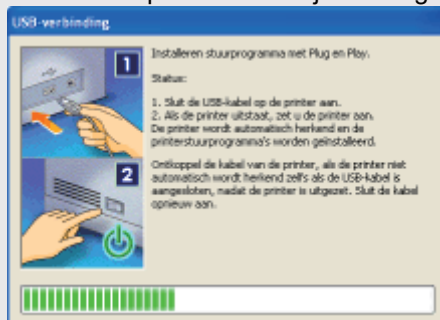 USB-verbinding
1
Installeren stuurprogramma met Plug en Play.
Status:
1. Sluit de USB-kabel op de printer aan.
2. Als de printer uitstaat, zet u de printer aan.
De printer wordt automatisch herkend en de
printerstuurprogramma's worden geïnstalleerd.
2
Ontkoppel de kabel van de printer, als de printer niet
automatisch wordt herkend zelfs als de USB-kabel is
aangesloten, nadat de printer is uitgezet. Sluit de kabel
opnieuw aan.